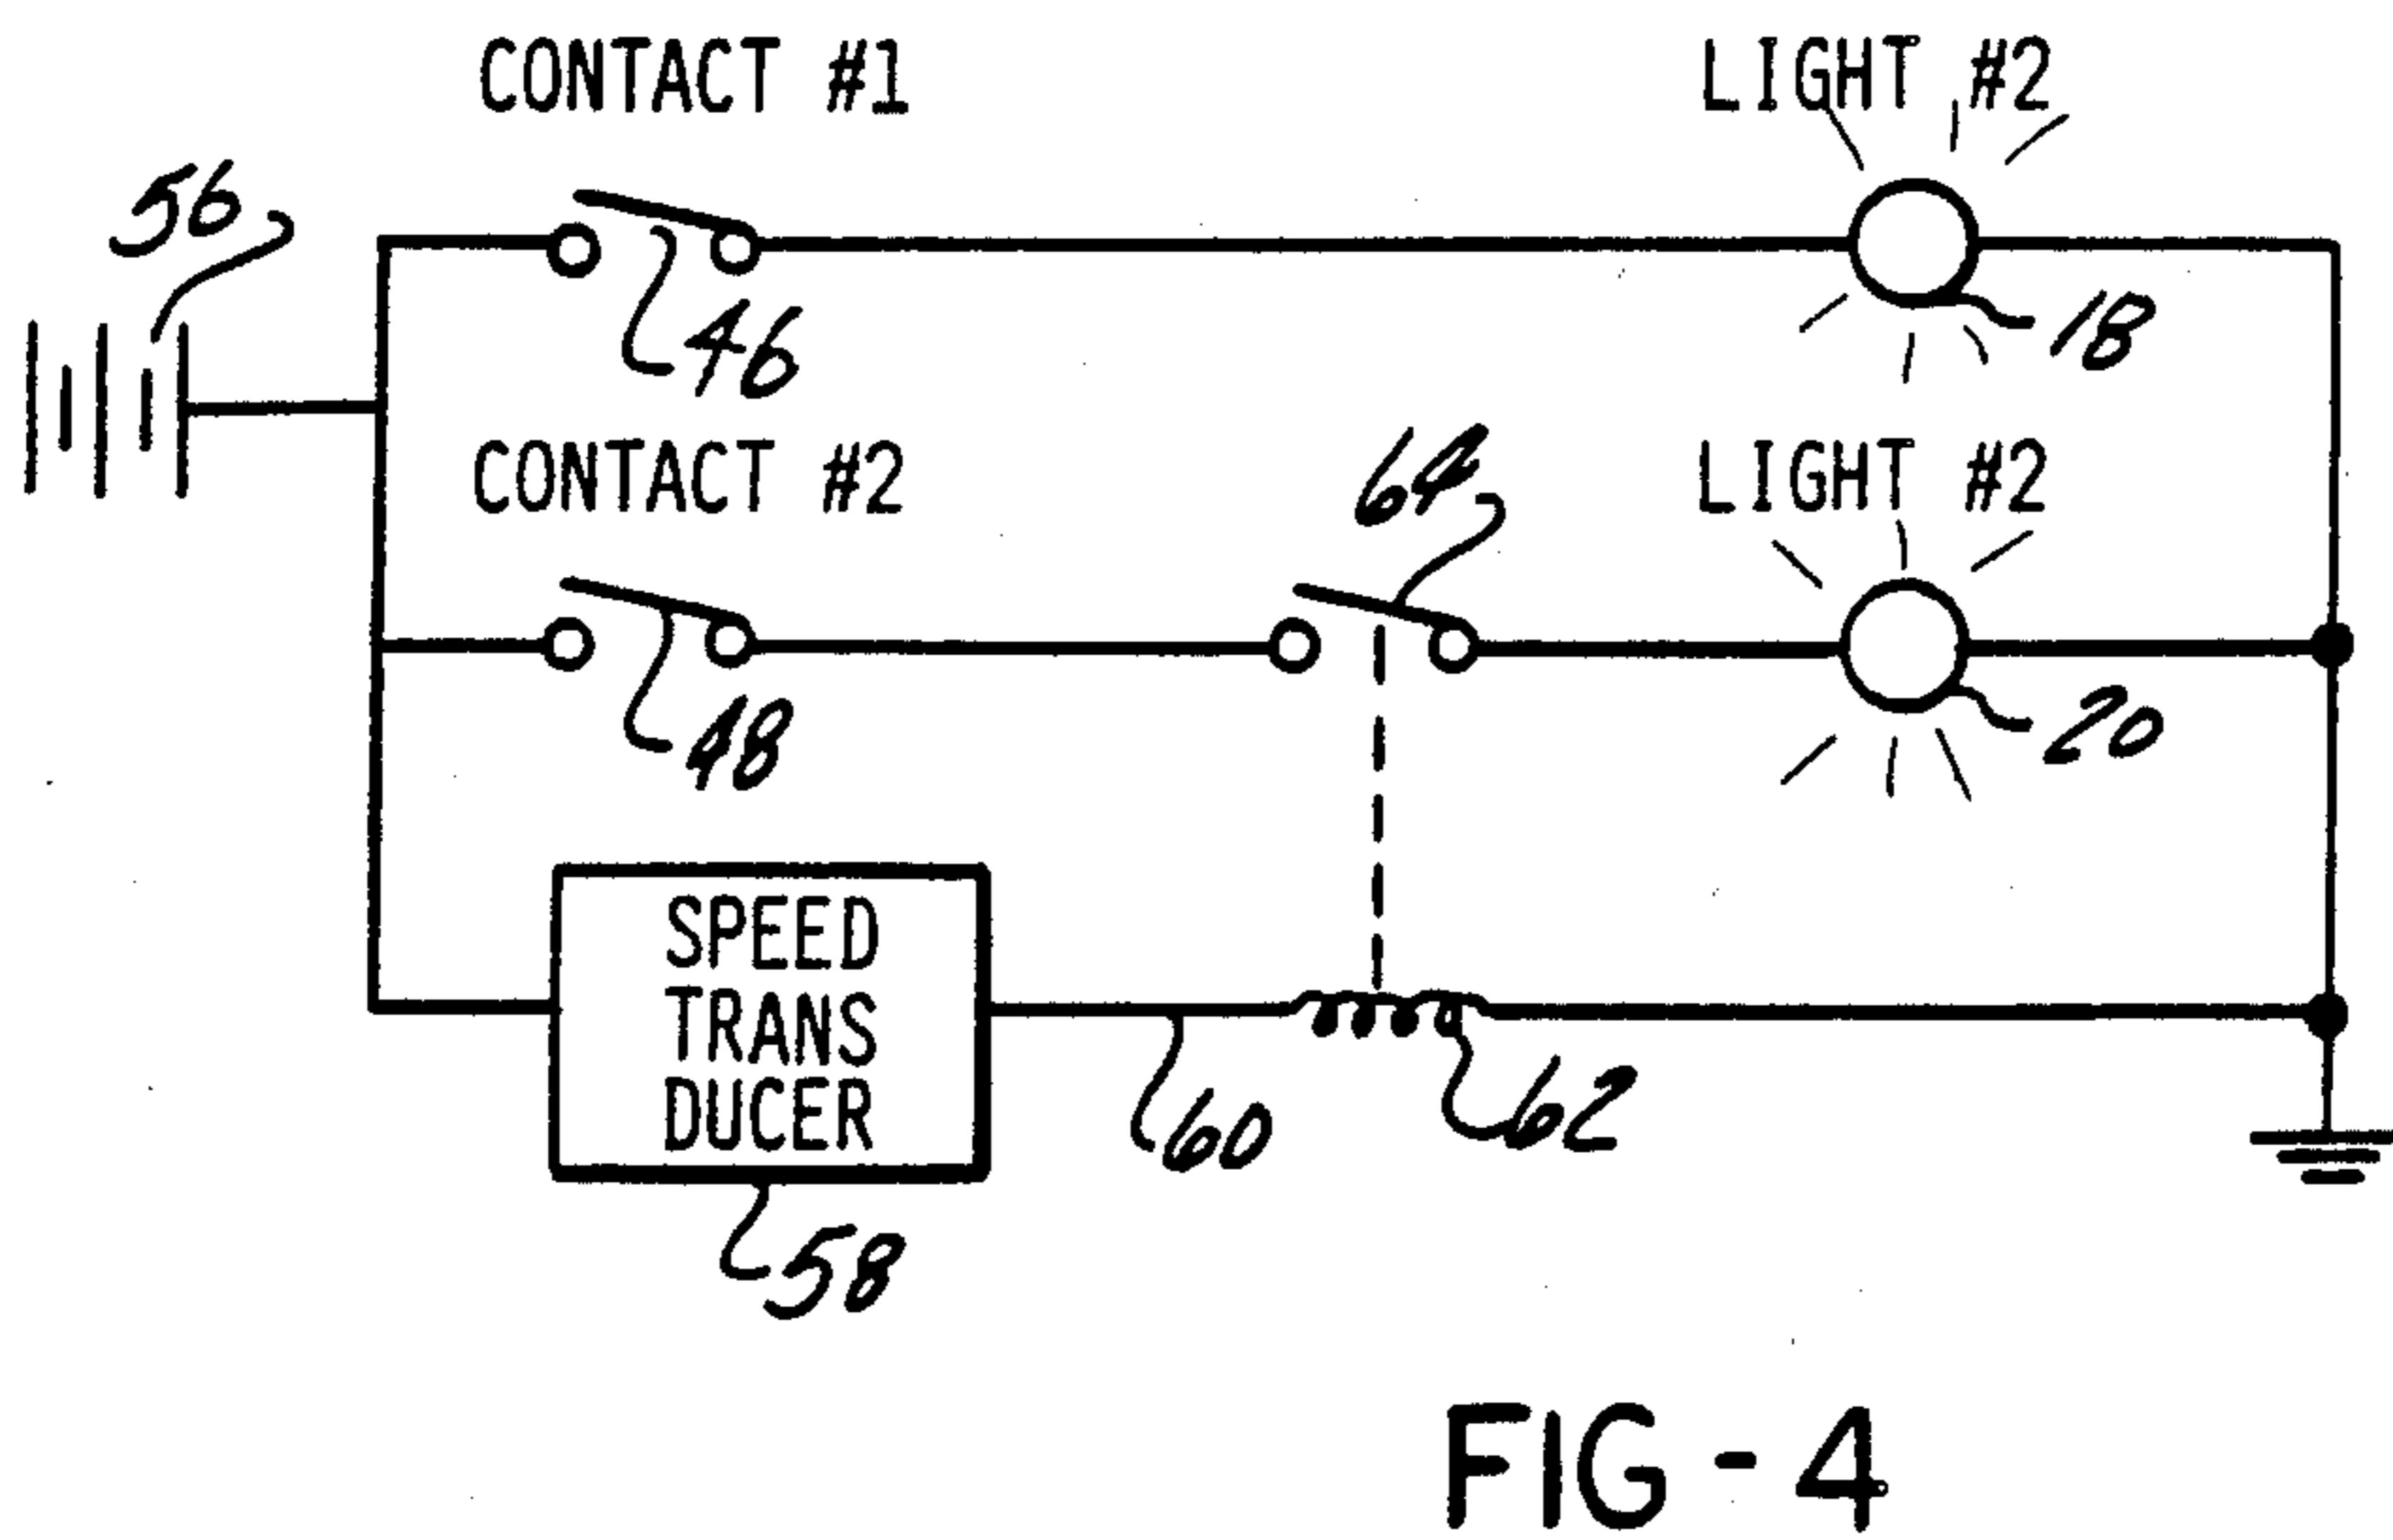 CONTACT #1
LIGHT #2
56
46
18
CONTACT #2
64
LIGHT #2
48
20
SPEED
TRANS
DUCER
60
62
58
FIG-4